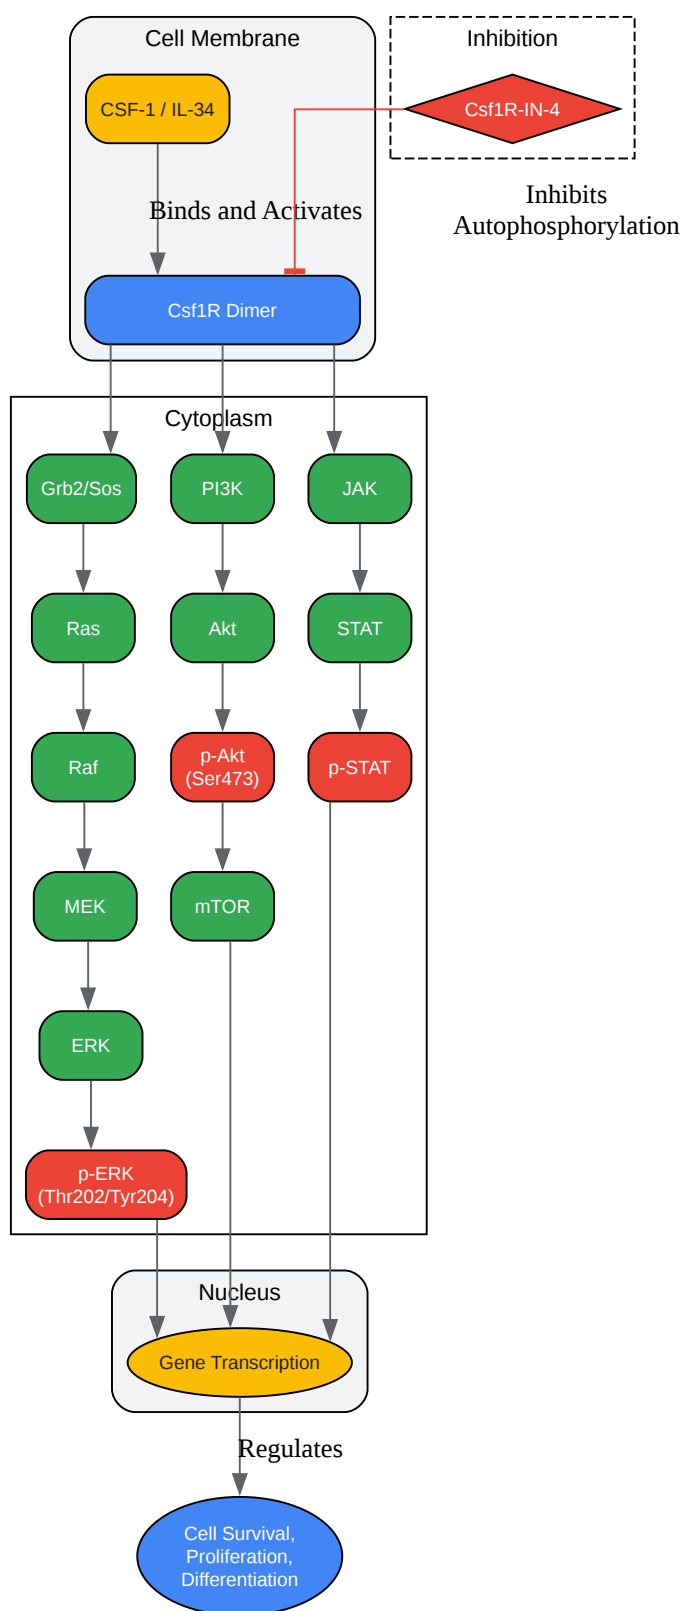 Cell Membrane
Inhibition
CSF-1 / IL-34
Csf1R-IN-4
Binds and Activates
Inhibits
Autophosphorylation
Csf1R Dimer
Cytoplasm
Grb2/Sos
PI3K
JAK
Ras
Akt
STAT
Raf
p-Akt
(Ser473)
p-STAT
MEK
mTOR
ERK
p-ERK
(Thr202/Tyr204)
Nucleus
Gene Transcription
Regulates
Cell Survival,
Proliferation,
Differentiation